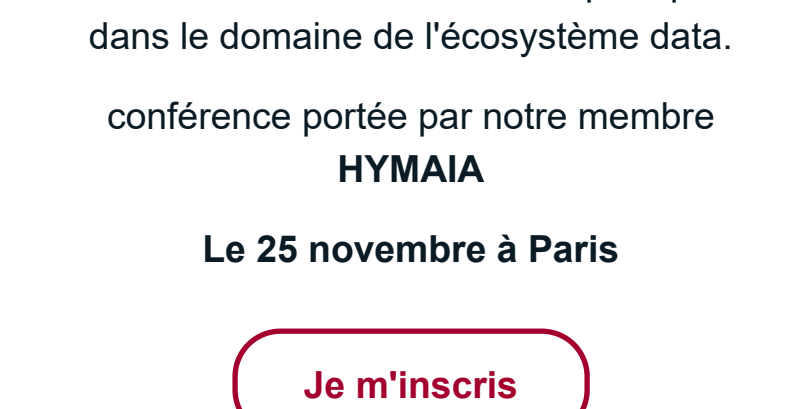 dans le domaine de l'écosystème data.
conférence portée par notre membre
HYMAIA
Le 25 novembre à Paris
Je m'inscris